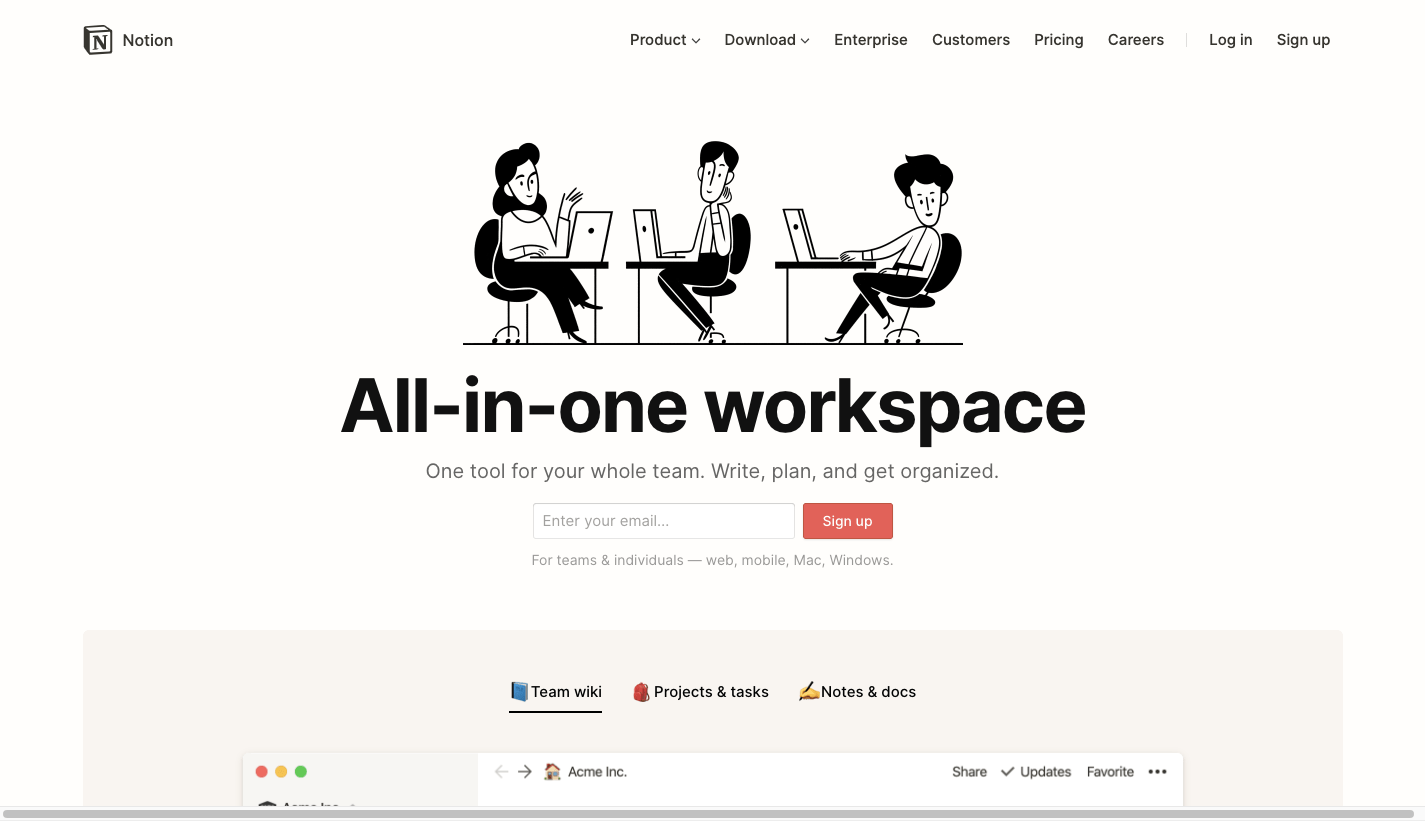 Notion
Product Download Enterprise Customers Pricing Careers Log in Sign up
All-in-one workspace
One tool for your whole team. Write, plan, and get organized.
Enter your email...
Sign up
For teams & individuals — web, mobile, Mac, Windows.
Team wiki Projects & tasks Notes & docs
Acme Inc. Share Updates Favorite •••